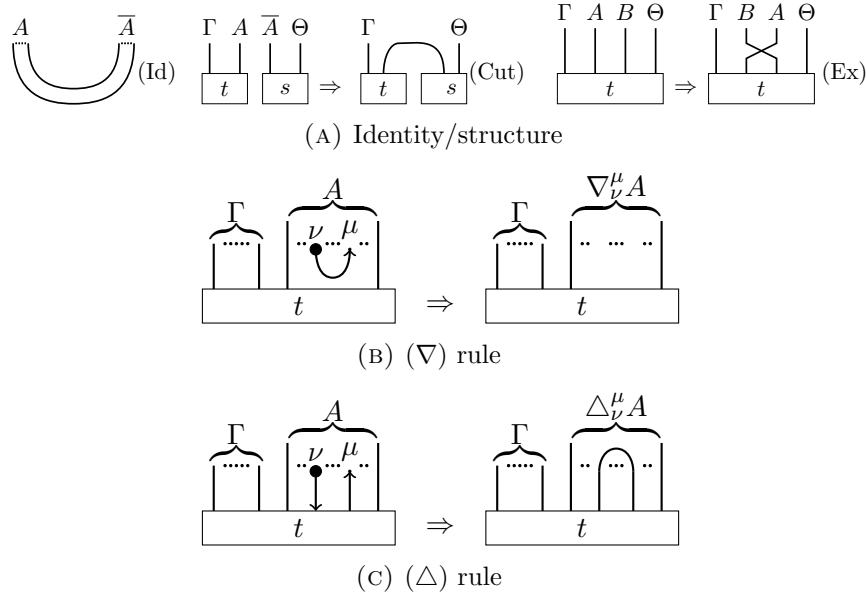 A A̅ Γ A A̅ Θ Γ Θ Γ A B Θ Γ B A Θ
(Id) t s ⇒ t s (Cut) t ⇒ t (Ex)
(A) Identity/structure
A ∇^μ_ν A
Γ ν μ Γ
t ⇒ t
(B) (∇) rule
A △^μ_ν A
Γ ν μ Γ
t ⇒ t
(C) (△) rule